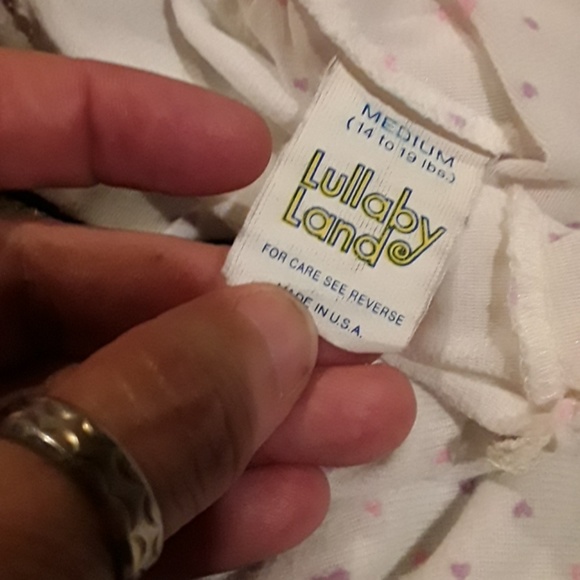 MEDIUM
(14 to 19 lbs.)
Lullaby
Land
FOR CARE SEE REVERSE
MADE IN U.S.A.